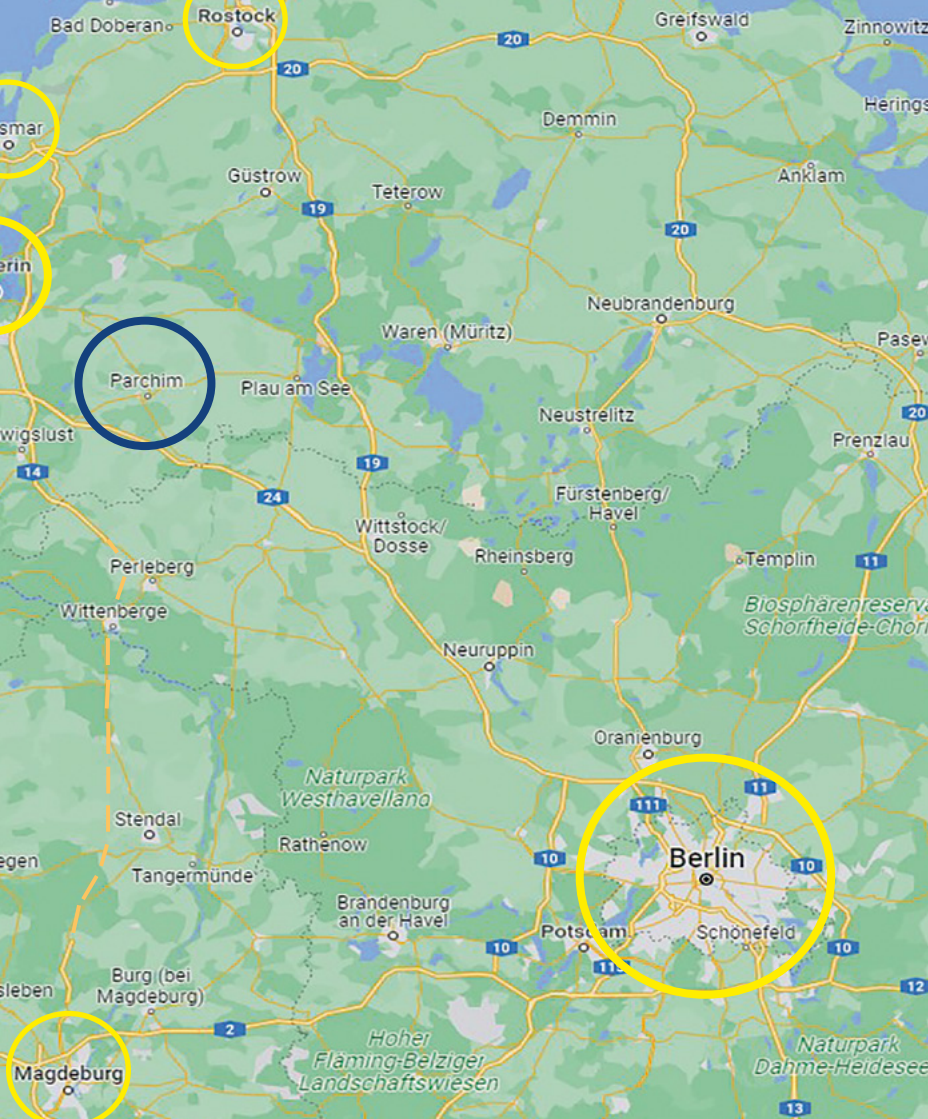 Bad Doberan
Rostock
Greifswald
Zinnowitz
20
20
Herings
smar
Demmin
Anklam
Güstrow
Teterow
19
20
erin
Neubrandenburg
Waren (Müritz)
Pasew
Parchim
Plau am See
Neustrelitz
20
wigslust
Prenzlau
14
19
24
Fürstenberg/
Havel
Wittstock/
Dosse
Rheinsberg
Templin
11
Perleberg
Wittenberge
Biosphärenreserva
Schorfheide-Chori
Neuruppin
Oranienburg
Naturpark
Westhavelland
11
111
Stendal
Rathenow
Berlin
10
10
egen
Tangermünde
Brandenburg
an der Havel
Potsdam
Schönefeld
10
10
115
sleben
Burg (bei
Magdeburg)
12
2
Hoher
Fläming-Belziger
Landschaftswiesen
Naturpark
Dahme-Heidesee
Magdeburg
13